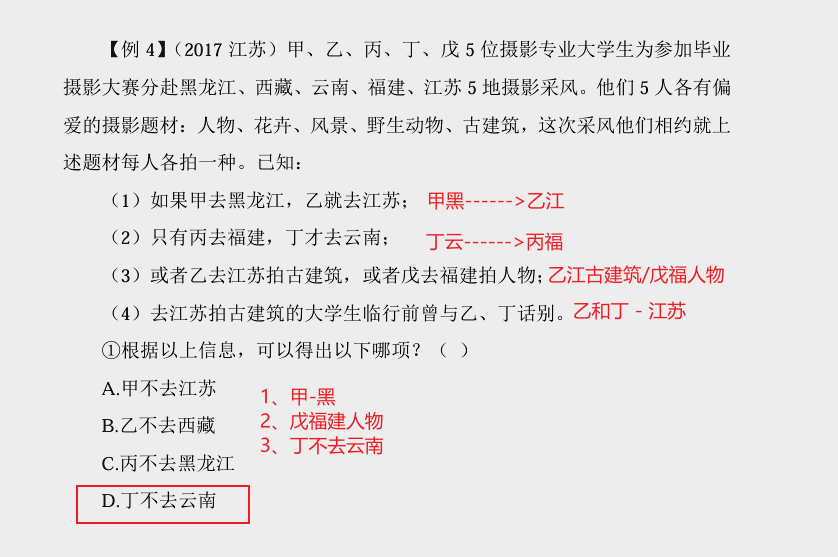 【例 4】（2017 江苏）甲、乙、丙、丁、戊 5 位摄影专业大学生为参加毕业
摄影大赛分赴黑龙江、西藏、云南、福建、江苏 5 地摄影采风。他们 5 人各有偏
爱的摄影题材：人物、花卉、风景、野生动物、古建筑，这次采风他们相约就上
述题材每人各拍一种。已知：
（1）如果甲去黑龙江，乙就去江苏； 甲黑------>乙江
（2）只有丙去福建，丁才去云南； 丁云------>丙福
（3）或者乙去江苏拍古建筑，或者戊去福建拍人物；乙江古建筑/戊福人物
（4）去江苏拍古建筑的大学生临行前曾与乙、丁话别。乙和丁 - 江苏
①根据以上信息，可以得出以下哪项？（ ）
A.甲不去江苏
B.乙不去西藏
C.丙不去黑龙江
D.丁不去云南
1、甲-黑
2、戊福建人物
3、丁不去云南